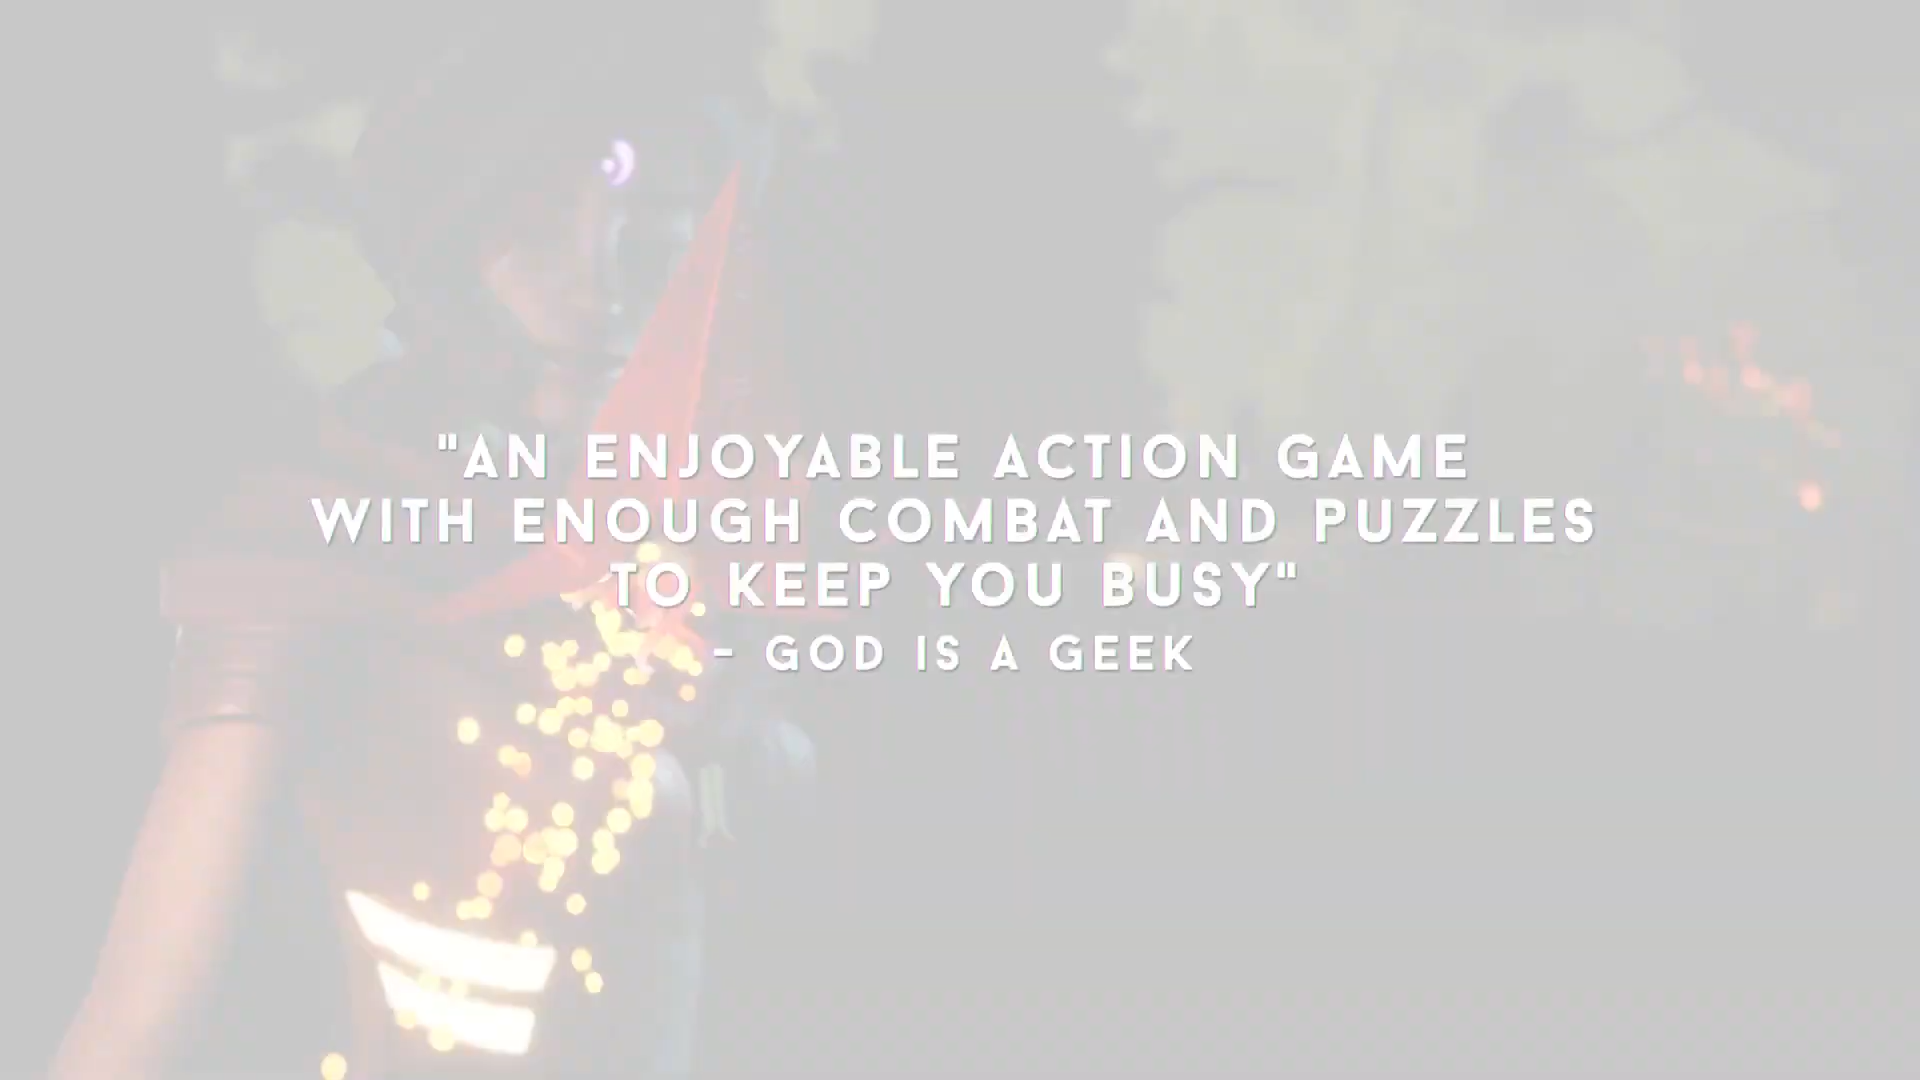 "AN ENJOYABLE ACTION GAME
WITH ENOUGH COMBAT AND PUZZLES
TO KEEP YOU BUSY"
- GOD IS A GEEK